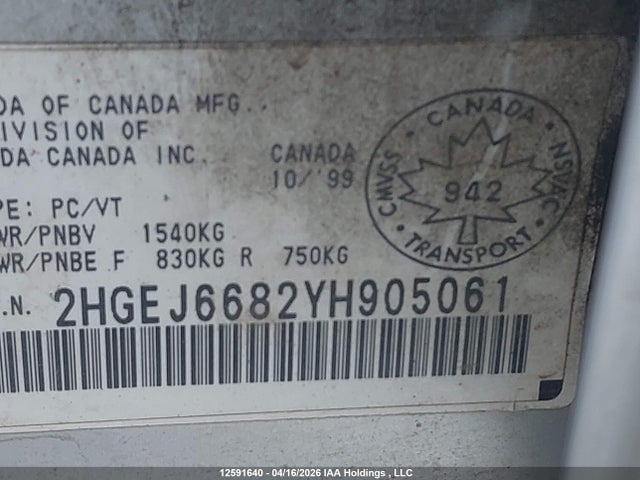 DA OF CANADA MFG..
DIVISION OF
DA CANADA INC.
CANADA
10/'99
PE: PC/VT
WR/PNBV 1540KG
WR/PNBE F 830KG R 750KG
.N. 2HGEJ6682YH905061
CANADA
CMVSS 942 NSVAC
TRANSPORT
12591640 - 04/16/2026 IAA Holdings , LLC